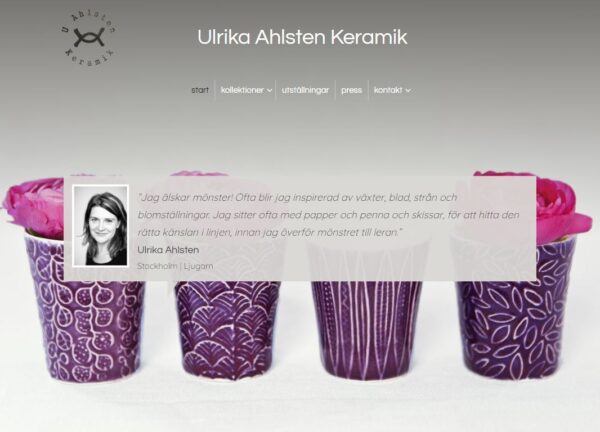 U Ahlsten
Keramik
Ulrika Ahlsten Keramik
start
kollektioner
utställningar
press
kontakt
"Jag älskar mönster! Ofta blir jag inspirerad av växter, blad, strån och
blomställningar. Jag sitter ofta med papper och penna och skissar, för att hitta den
rätta känslan i linjen, innan jag överför mönstret till leran."
Ulrika Ahlsten
Stockholm | Ljugarn